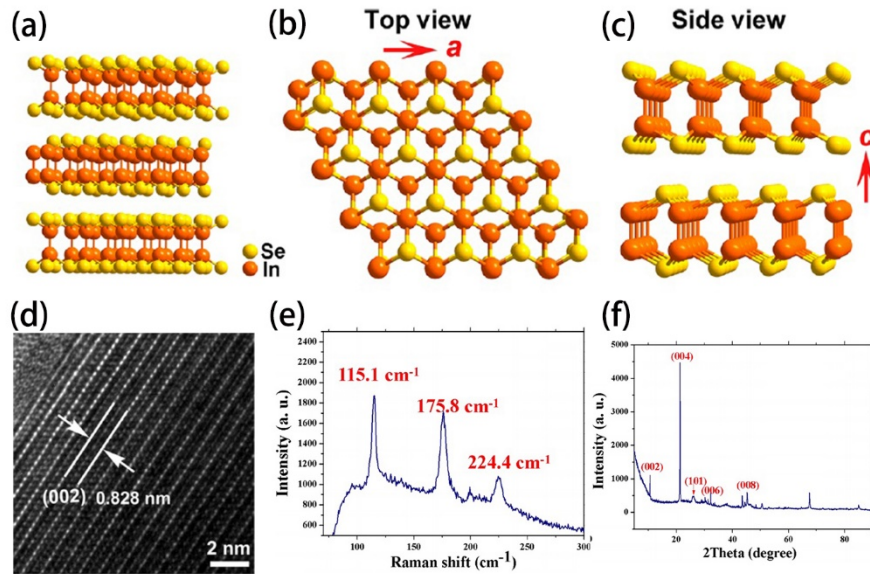 (a)
Se
In
(b)
Top view
a
(c)
Side view
c
(d)
(002) 0.828 nm
2 nm
(e)
Intensity (a. u.)
2400
2200
2000
1800
1600
1400
1200
1000
800
600
115.1 cm-1
175.8 cm-1
224.4 cm-1
100 150 200 250 300
Raman shift (cm-1)
(f)
Intensity (a. u.)
5000
4000
3000
2000
1000
0
(004)
(002)
(101)
(006)
(008)
20 40 60 80
2Theta (degree)